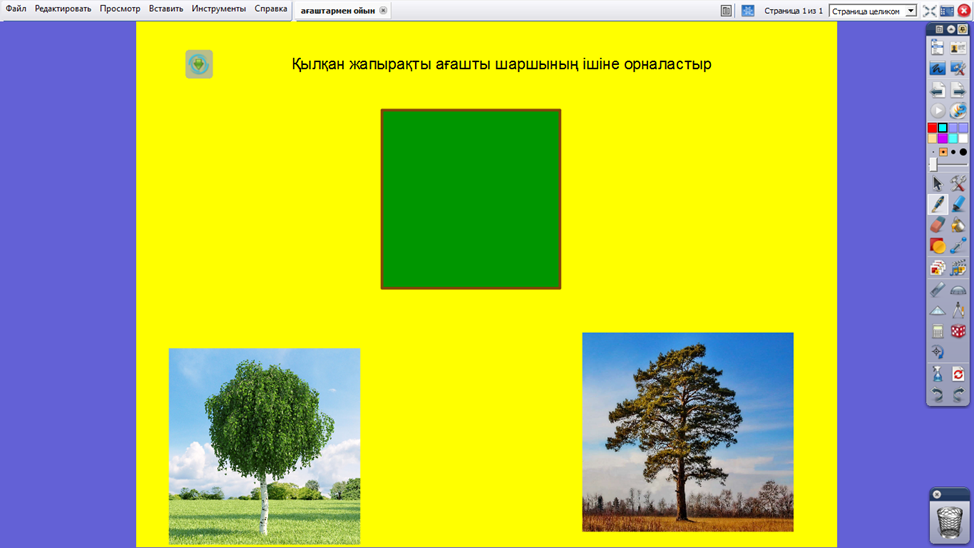 Файл Редактировать Просмотр Вставить Инструменты Справка
ағаштармен ойын
Страница 1 из 1
Страница целиком
Қылқан жапырақты ағашты шаршының ішіне орналастыр